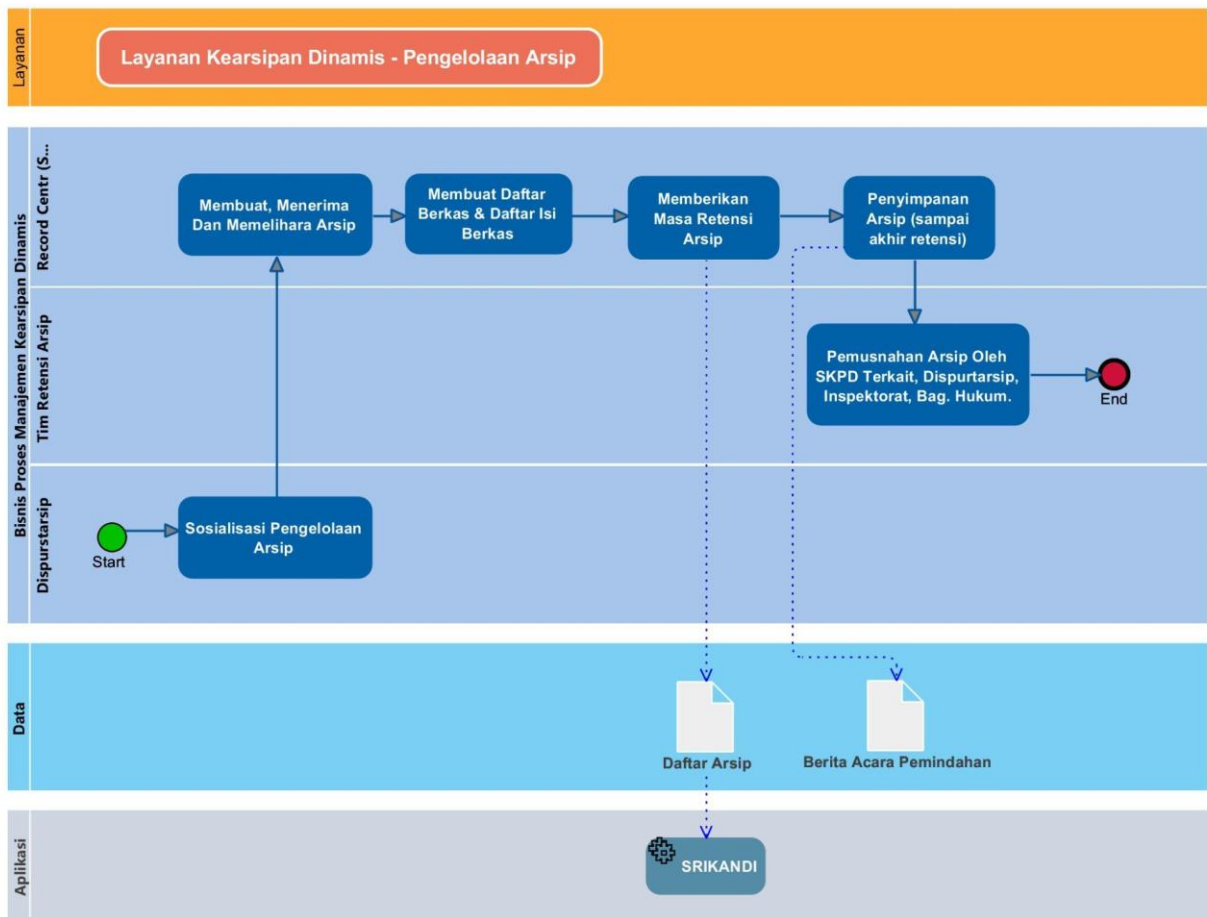 Layanan
Layanan Kearsipan Dinamis - Pengelolaan Arsip
Bisnis Proses Manajemen Kearsipan Dinamis
Record Centr (S...
Membuat, Menerima
Dan Memelihara Arsip
Membuat Daftar
Berkas & Daftar Isi
Berkas
Memberikan
Masa Retensi
Arsip
Penyimpanan
Arsip (sampai
akhir retensi)
Tim Retensi Arsip
Pemusnahan Arsip Oleh
SKPD Terkait, Dispurtarsip,
Inspektorat, Bag. Hukum.
End
Dispurstarsip
Start
Sosialisasi Pengelolaan
Arsip
Data
Daftar Arsip
Berita Acara Pemindahan
Aplikasi
SRIKANDI